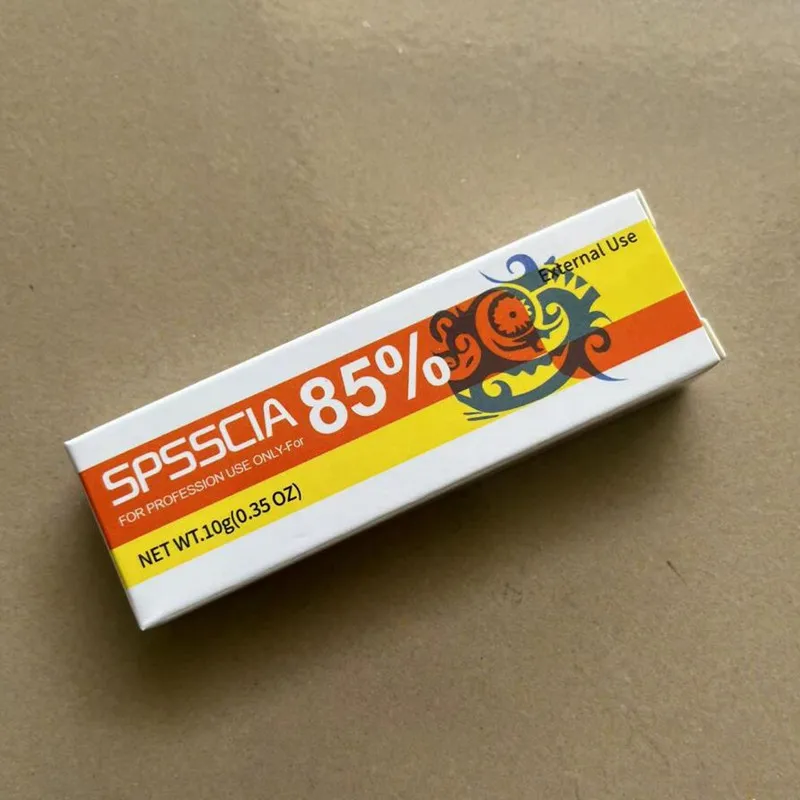 SPSSCIA 85%
FOR PROFESSION USE ONLY-For
NET WT.10g(0.35 OZ)
External Use